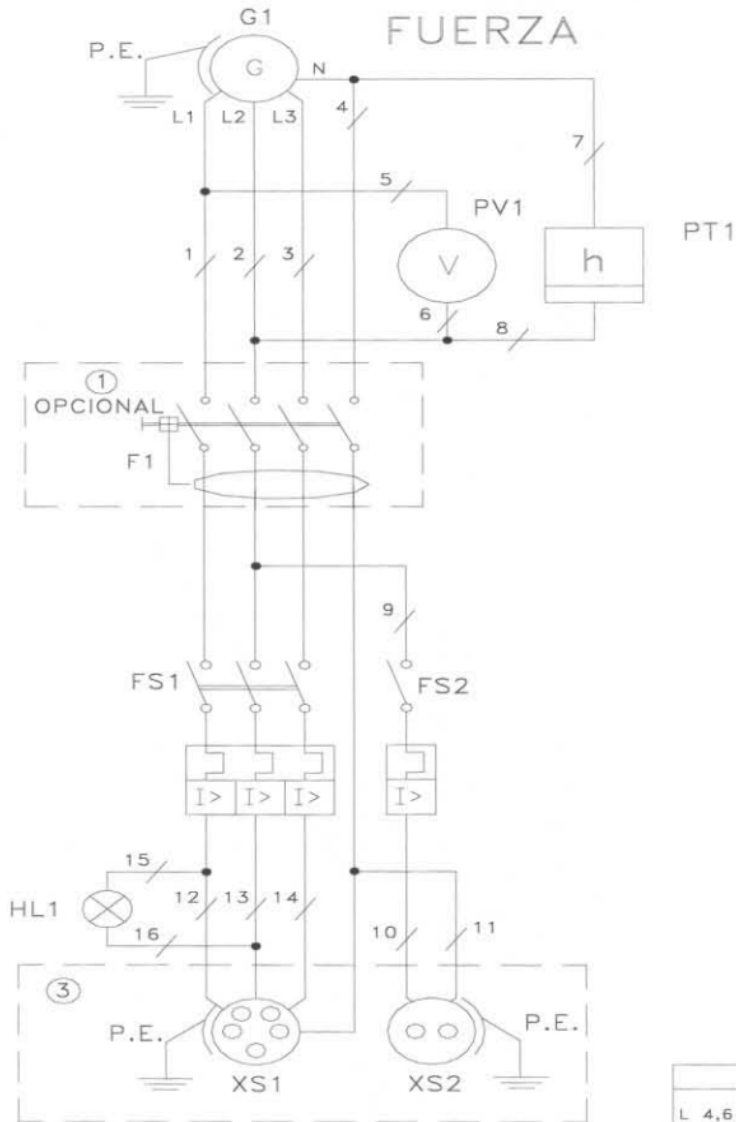 G1
FUERZA
P.E.
G
N
L1 L2 L3
4
7
5
PV1
PT1
1 2 3
V
h
6
8
1
OPCIONAL
F1
9
FS1
FS2
I> I> I>
I>
15
HL1
12 13 14
16
10 11
3
P.E.
P.E.
XS1
XS2
L 4,6